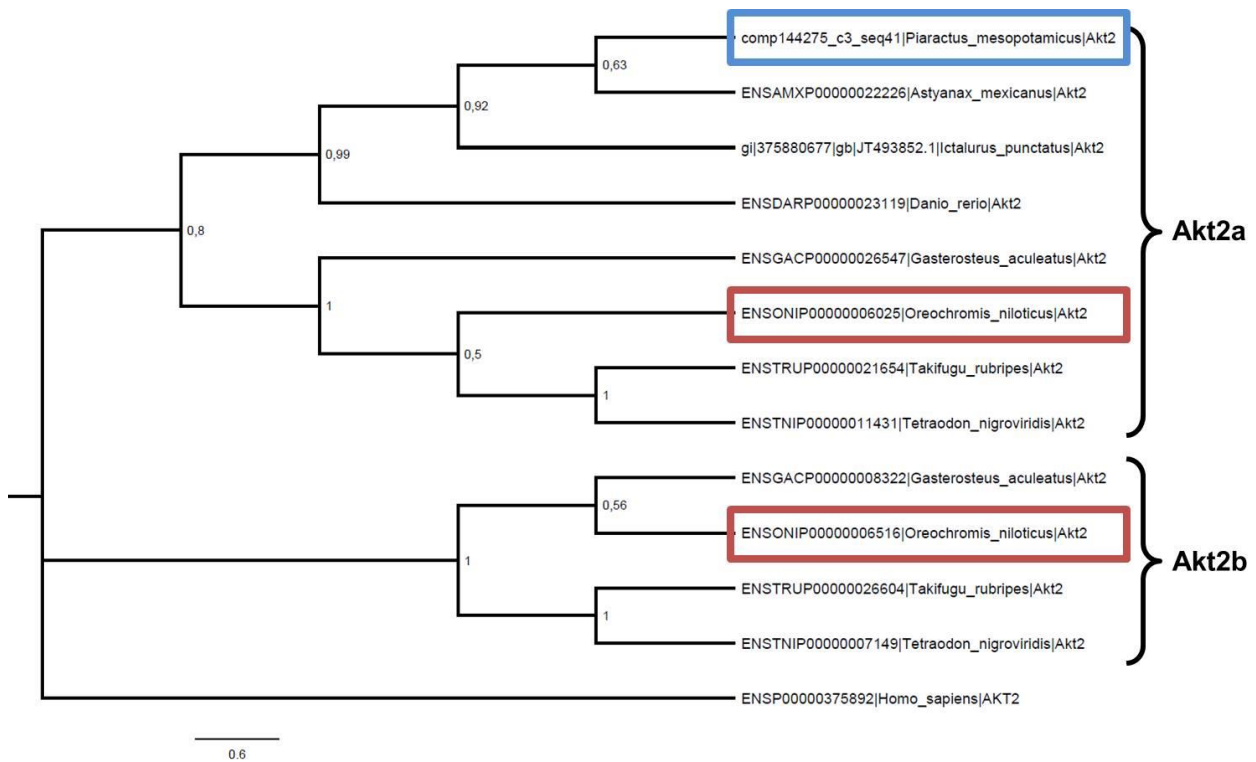 comp144275_c3_seq41|Piaractus_mesopotamicus|Akt2
0,63
ENSAMXP00000022226|Astyanax_mexicanus|Akt2
0,92
gi|375880677|gb|JT493852.1|Ictalurus_punctatus|Akt2
0,99
ENSDARP00000023119|Danio_rerio|Akt2
0,8
Akt2a
ENSGACP00000026547|Gasterosteus_aculeatus|Akt2
1
ENSONIP00000006025|Oreochromis_niloticus|Akt2
0,5
ENSTRUP00000021654|Takifugu_rubripes|Akt2
1
ENSTNIP00000011431|Tetraodon_nigroviridis|Akt2
ENSGACP00000008322|Gasterosteus_aculeatus|Akt2
0,56
ENSONIP00000006516|Oreochromis_niloticus|Akt2
1
Akt2b
ENSTRUP00000026604|Takifugu_rubripes|Akt2
1
ENSTNIP00000007149|Tetraodon_nigroviridis|Akt2
ENSP00000375892|Homo_sapiens|AKT2
0.6